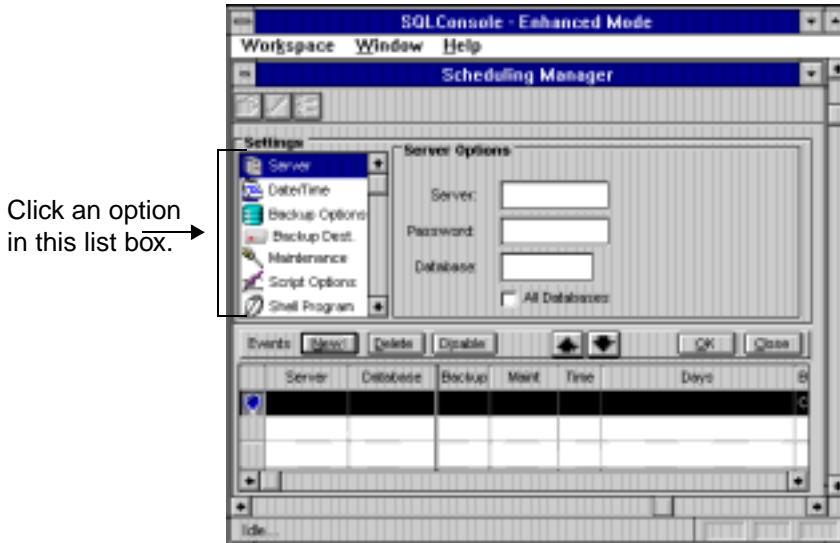 SQLConsole - Enhanced Mode
Workspace Window Help
Scheduling Manager
Settings
Server
Date/Time
Backup Options
Backup Dest.
Maintenance
Script Options
Shell Program
Server Options
Server:
Password:
Database:
All Databases
Click an option
in this list box.
Events New! Delete Disable OK Close
Server Database Backup Maint Time Days B
C
Idle...